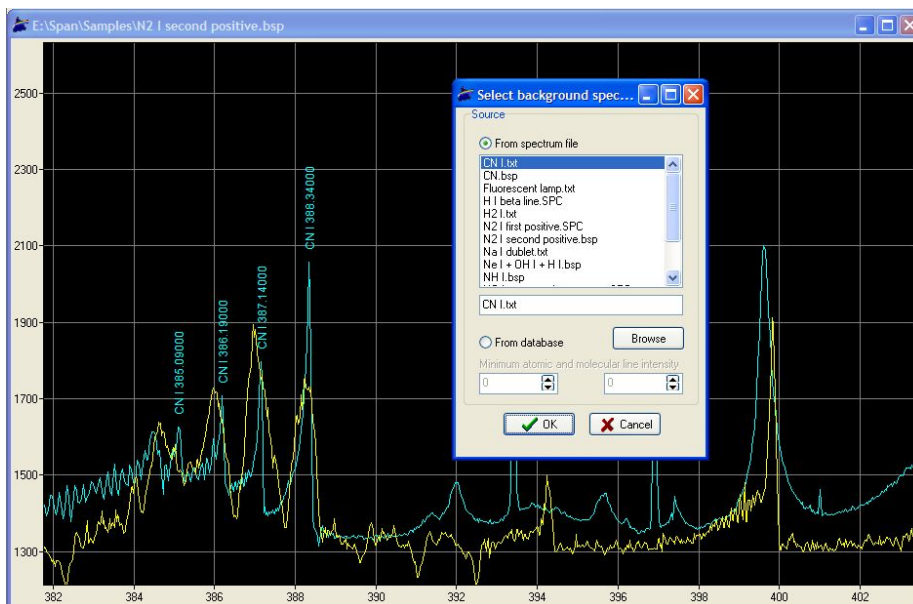 E:\Span\Samples\N2 I second positive.bsp
2500
2300
2100
1900
1700
1500
1300
CN I 385.09000
CN I 386.19000
CN I 387.14000
CN I 388.34000
382
384
386
388
390
392
394
396
398
400
402
Select background spec...
Source
From spectrum file
CN I.txt
CN.bsp
Fluorescent lamp.txt
H I beta line.SPC
H2 I.txt
N2 I first positive.SPC
N2 I second positive.bsp
Na I dublet.txt
Ne I + OH I + H I.bsp
NH I.bsp
CN I.txt
From database
Browse
Minimum atomic and molecular line intensity
0
0
OK
Cancel